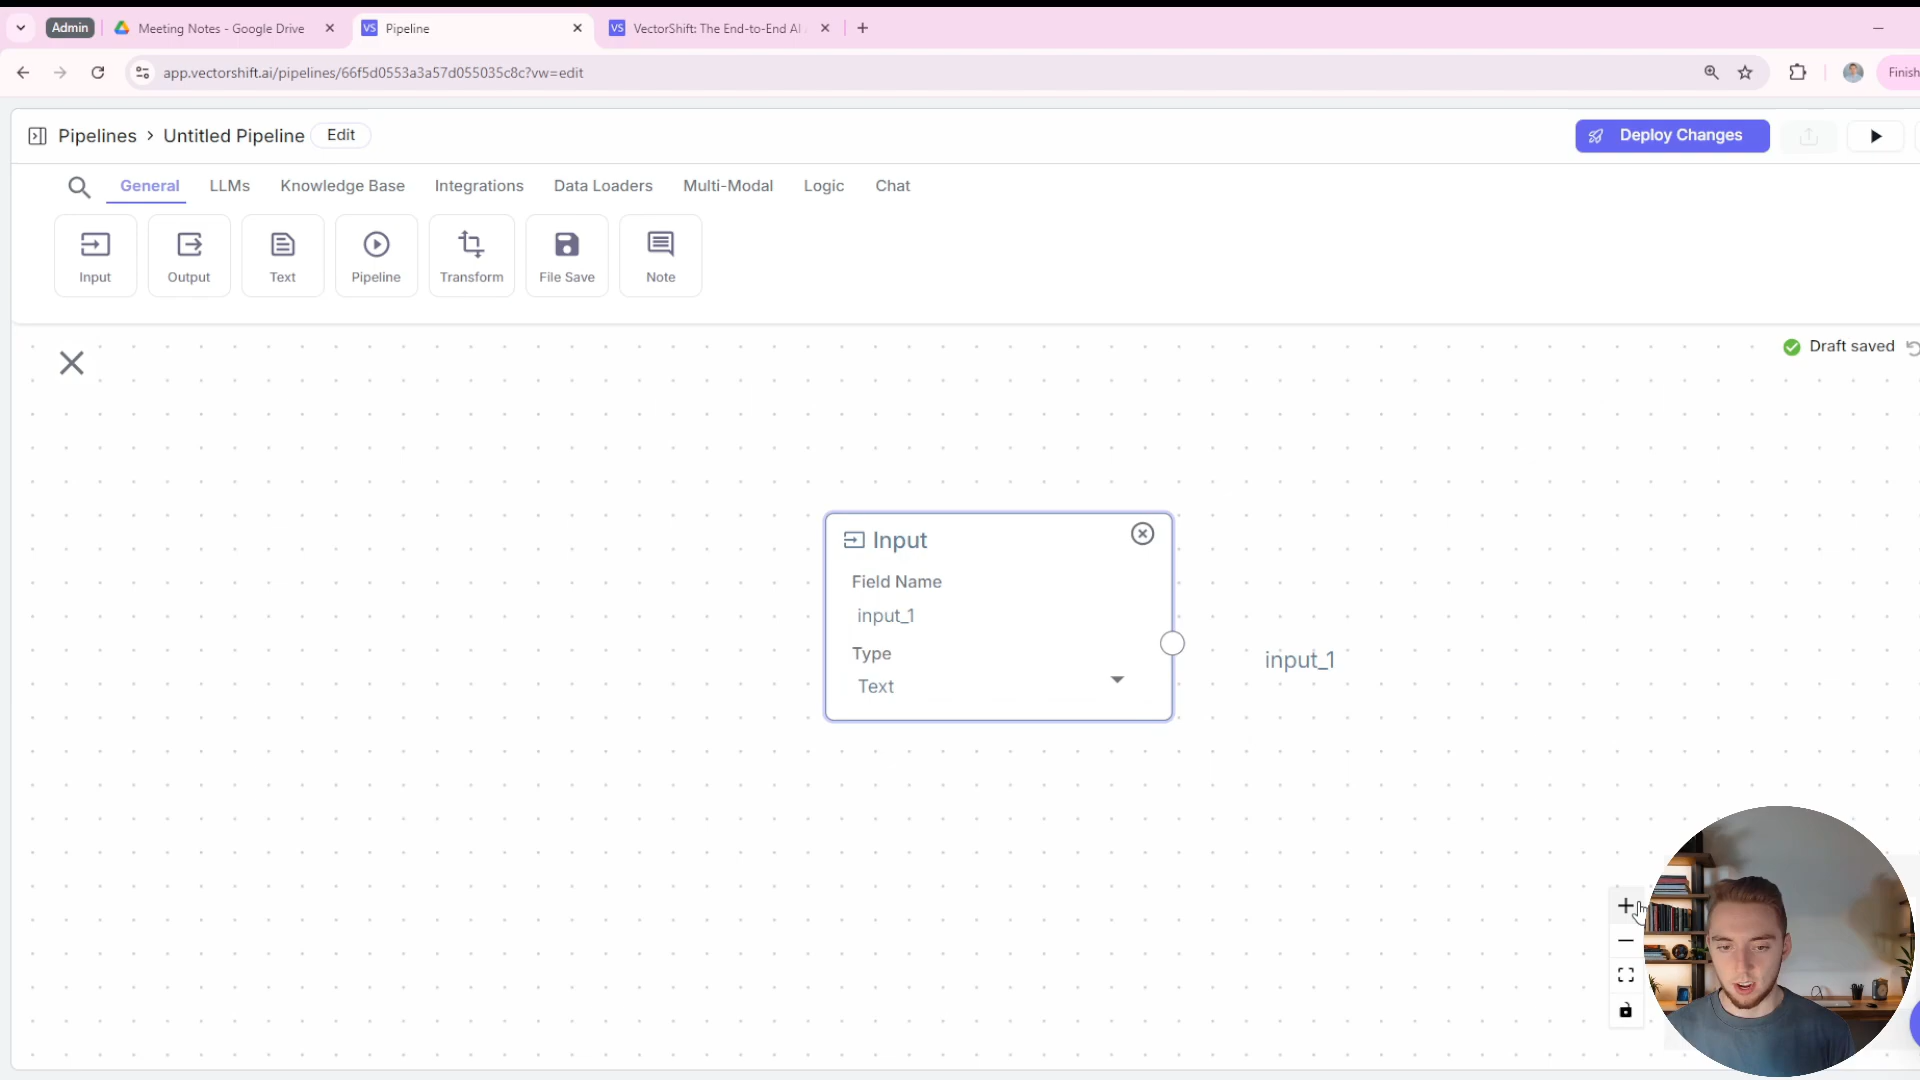 Admin
Meeting Notes - Google Drive
VS Pipeline
VS VectorShift: The End-to-End AI
app.vectorshift.ai/pipelines/66f5d0553a3a57d055035c8c?vw=edit
Finish
Pipelines > Untitled Pipeline Edit
Deploy Changes
General LLMs Knowledge Base Integrations Data Loaders Multi-Modal Logic Chat
Input Output Text Pipeline Transform File Save Note
Draft saved
Input
Field Name
input_1
Type
Text
input_1